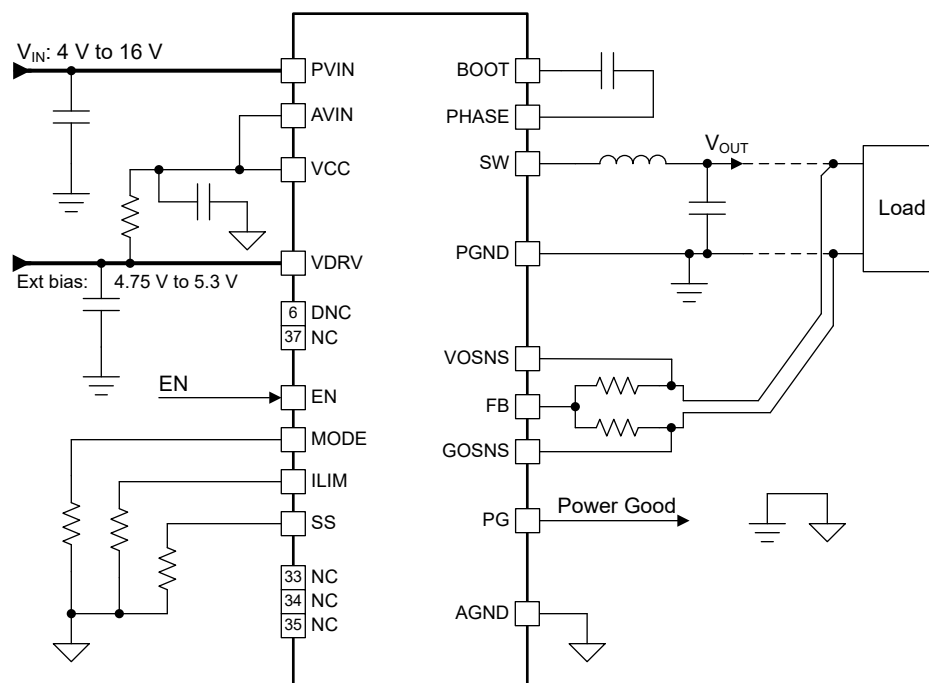 V_IN: 4 V to 16 V
PVIN
AVIN
VCC
VDRV
Ext bias: 4.75 V to 5.3 V
6 DNC
37 NC
EN
EN
MODE
ILIM
SS
33 NC
34 NC
35 NC
BOOT
PHASE
SW
V_OUT
Load
PGND
VOSNS
FB
GOSNS
PG
Power Good
AGND